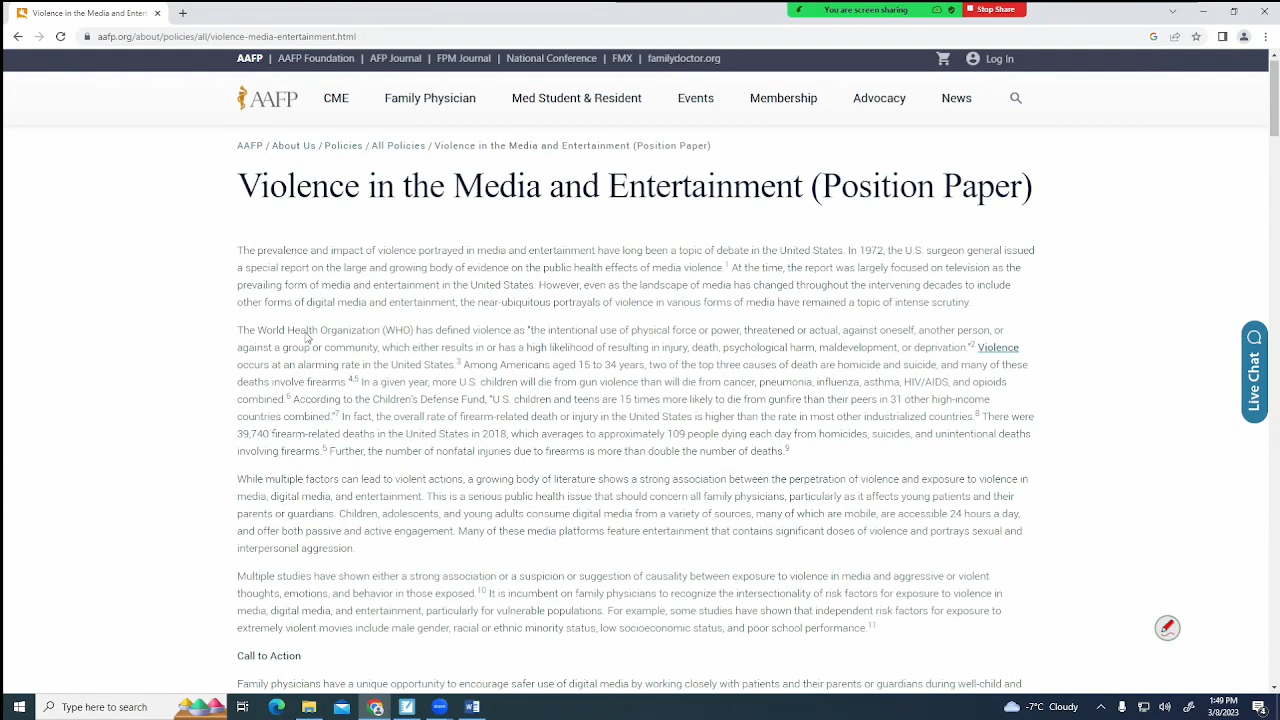 Violence in the Media and Enter
You are screen sharing
Stop Share
aafp.org/about/policies/all/violence-media-entertainment.html
AAFP | AAFP Foundation | AFP Journal | FPM Journal | National Conference | FMX | familydoctor.org
Log In
AAFP
CME Family Physician Med Student & Resident Events Membership Advocacy News
AAFP / About Us / Policies / All Policies / Violence in the Media and Entertainment (Position Paper)
Violence in the Media and Entertainment (Position Paper)
The prevalence and impact of violence portrayed in media and entertainment have long been a topic of debate in the United States. In 1972, the U.S. surgeon general issued
a special report on the large and growing body of evidence on the public health effects of media violence.1 At the time, the report was largely focused on television as the
prevailing form of media and entertainment in the United States. However, even as the landscape of media has changed throughout the intervening decades to include
other forms of digital media and entertainment, the near-ubiquitous portrayals of violence in various forms of media have remained a topic of intense scrutiny.
The World Health Organization (WHO) has defined violence as "the intentional use of physical force or power, threatened or actual, against oneself, another person, or
against a group or community, which either results in or has a high likelihood of resulting in injury, death, psychological harm, maldevelopment, or deprivation."2 Violence
occurs at an alarming rate in the United States.3 Among Americans aged 15 to 34 years, two of the top three causes of death are homicide and suicide, and many of these
deaths involve firearms.4,5 In a given year, more U.S. children will die from gun violence than will die from cancer, pneumonia, influenza, asthma, HIV/AIDS, and opioids
combined.6 According to the Children's Defense Fund, "U.S. children and teens are 15 times more likely to die from gunfire than their peers in 31 other high-income
countries combined."7 In fact, the overall rate of firearm-related death or injury in the United States is higher than the rate in most other industrialized countries.8 There were
39,740 firearm-related deaths in the United States in 2018, which averages to approximately 109 people dying each day from homicides, suicides, and unintentional deaths
involving firearms.5 Further, the number of nonfatal injuries due to firearms is more than double the number of deaths.9
While multiple factors can lead to violent actions, a growing body of literature shows a strong association between the perpetration of violence and exposure to violence in
media, digital media, and entertainment. This is a serious public health issue that should concern all family physicians, particularly as it affects young patients and their
parents or guardians. Children, adolescents, and young adults consume digital media from a variety of sources, many of which are mobile, are accessible 24 hours a day,
and offer both passive and active engagement. Many of these media platforms feature entertainment that contains significant doses of violence and portrays sexual and
interpersonal aggression.
Multiple studies have shown either a strong association or a suspicion or suggestion of causality between exposure to violence in media and aggressive or violent
thoughts, emotions, and behavior in those exposed.10 It is incumbent on family physicians to recognize the intersectionality of risk factors for exposure to violence in
media, digital media, and entertainment, particularly for vulnerable populations. For example, some studies have shown that independent risk factors for exposure to
extremely violent movies include male gender, racial or ethnic minority status, low socioeconomic status, and poor school performance.11
Call to Action
Family physicians have a unique opportunity to encourage safer use of digital media by working closely with patients and their parents or guardians during well-child and
Live Chat
Type here to search
71°F Cloudy
1:49 PM
3/8/2023